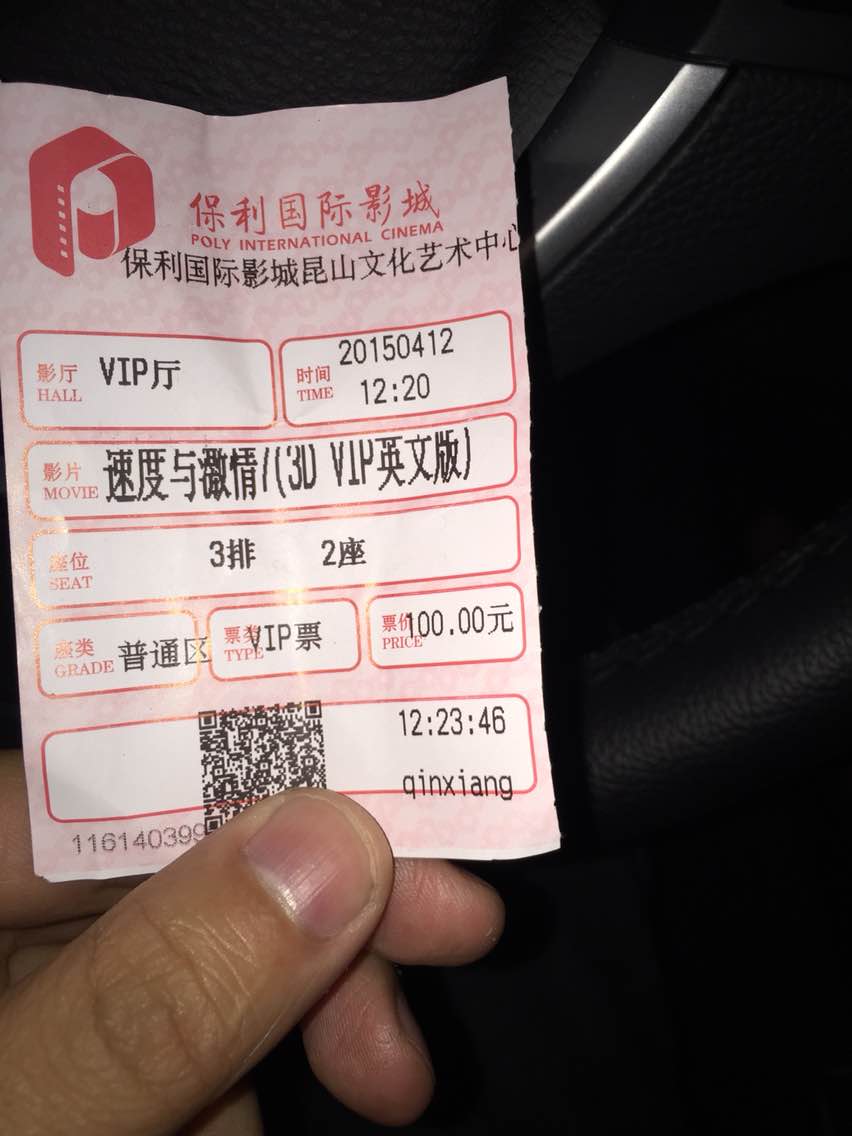 保利国际影城
POLY INTERNATIONAL CINEMA
保利国际影城昆山文化艺术中心
影厅 VIP厅
HALL
时间 20150412
TIME 12:20
影片 速度与激情7(3D VIP英文版)
MOVIE
座位 3排 2座
SEAT
座类 普通区
GRADE
票类 VIP票
TYPE
票价 100.00元
PRICE
12:23:46
qinxiang
116140399